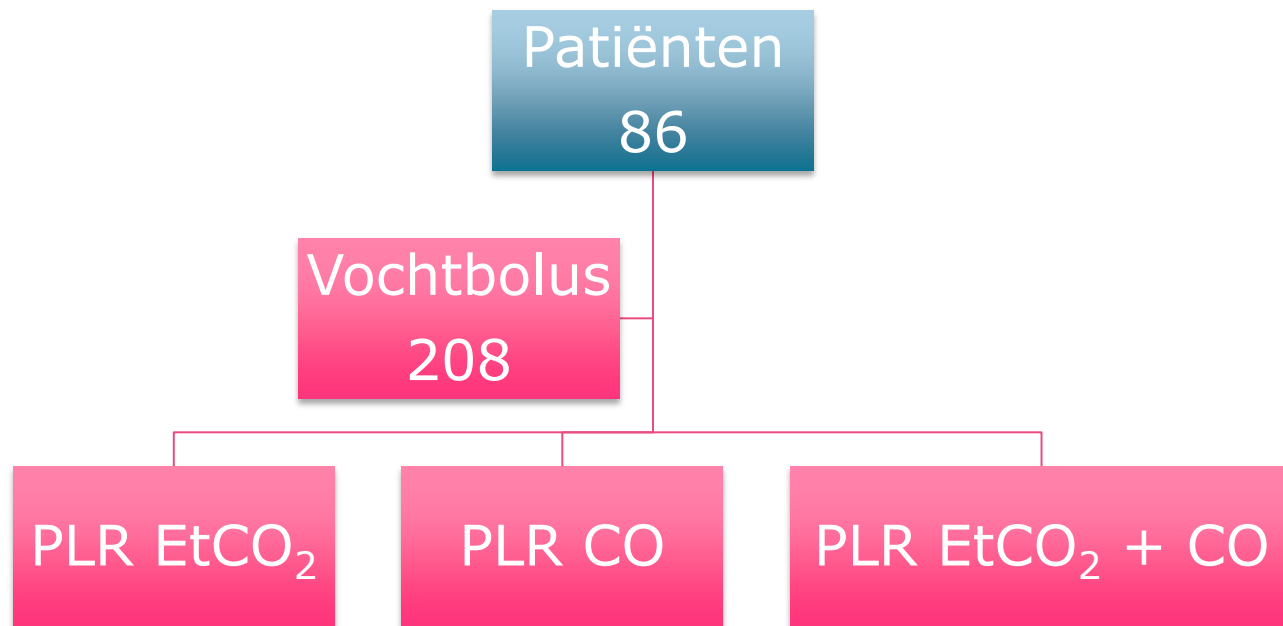 Patiënten
86
Vochtbolus
208
PLR EtCO₂
PLR CO
PLR EtCO₂ + CO